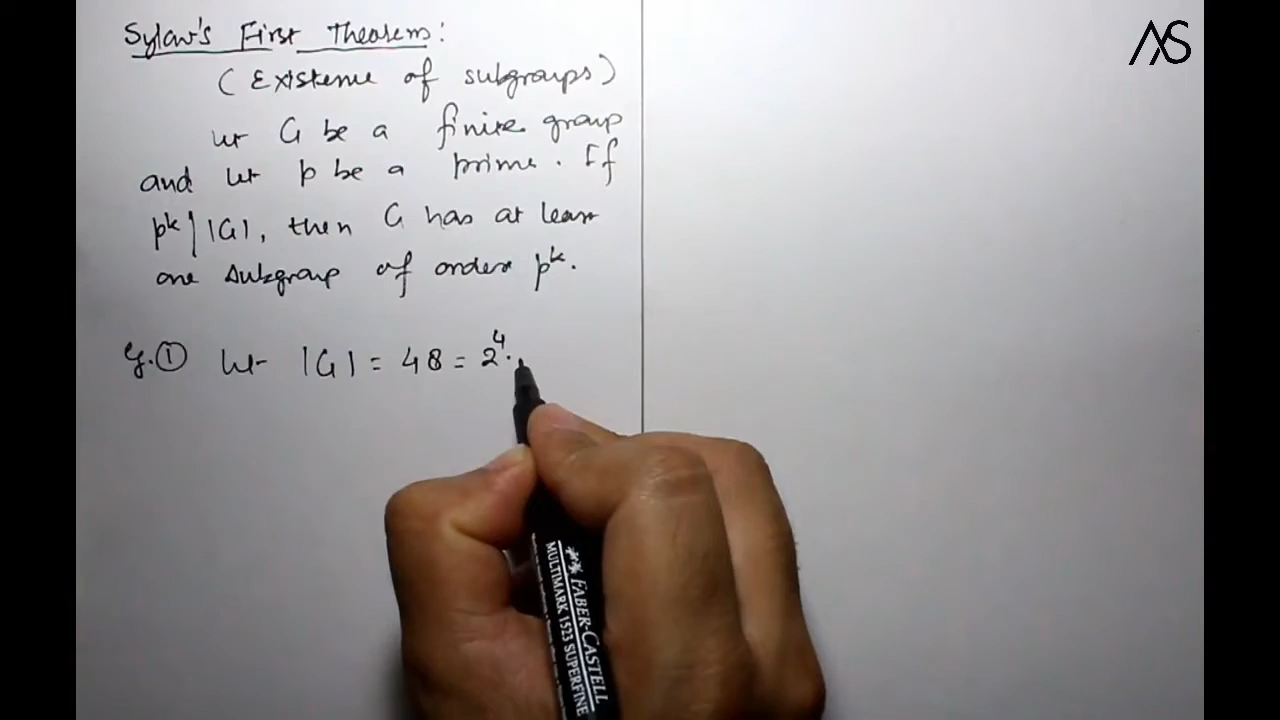 Sylow's First Theorem:
(Existence of subgroups)
let G be a finite group
and let p be a prime. If
p^k | |G|, then G has at least
one subgroup of order p^k.
Eg. ① let |G| = 48 = 2^4 .
AS
FABER-CASTELL
MULTIMARK 1523 SUPERFINE